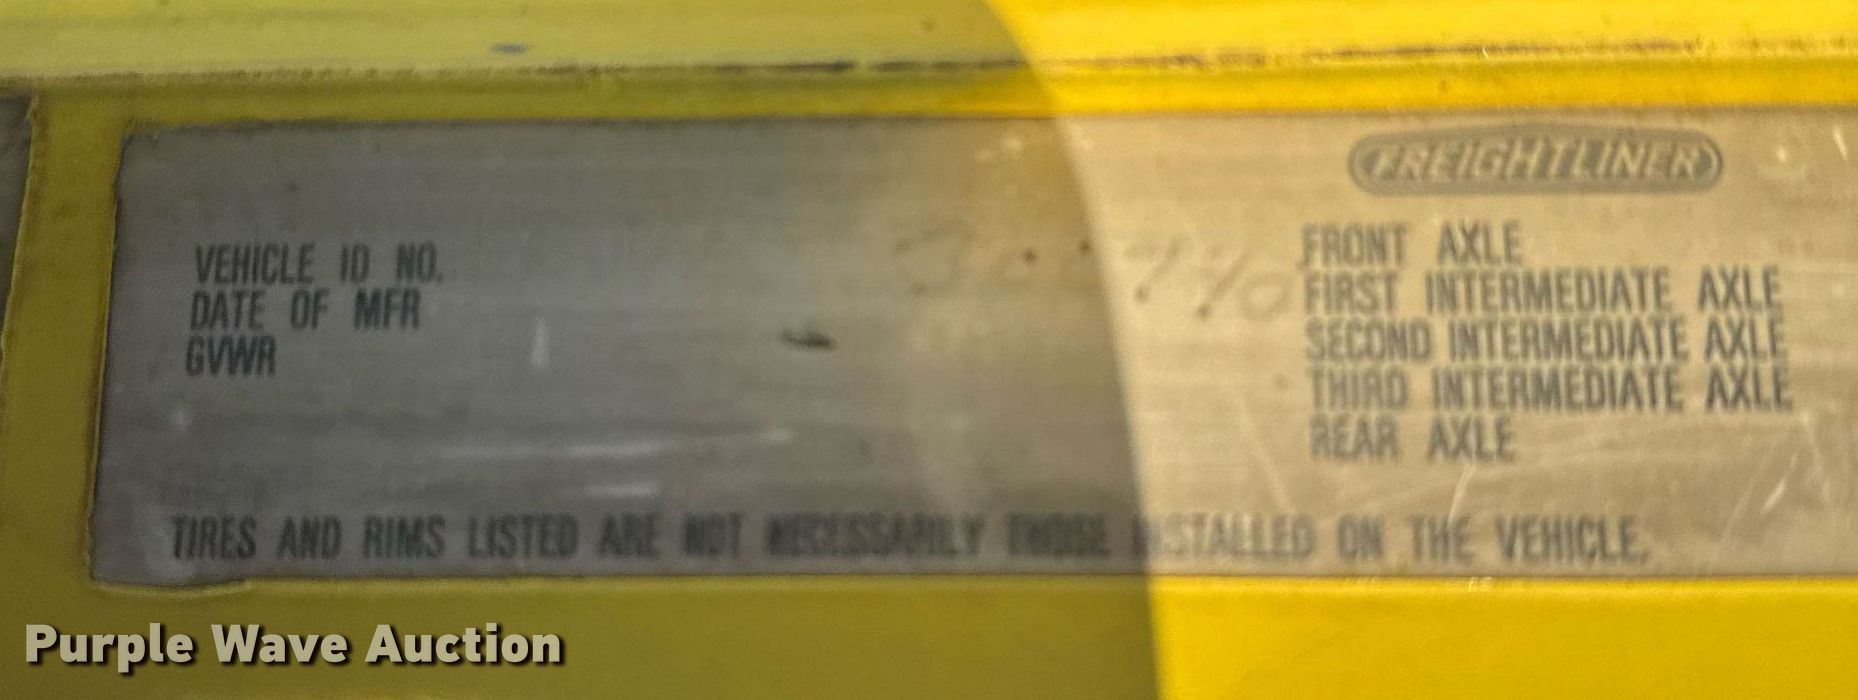 FREIGHTLINER
VEHICLE ID NO.
DATE OF MFR
GVWR
FRONT AXLE
FIRST INTERMEDIATE AXLE
SECOND INTERMEDIATE AXLE
THIRD INTERMEDIATE AXLE
REAR AXLE
TIRES AND RIMS LISTED ARE NOT NECESSARILY THOSE INSTALLED ON THE VEHICLE.
Purple Wave Auction